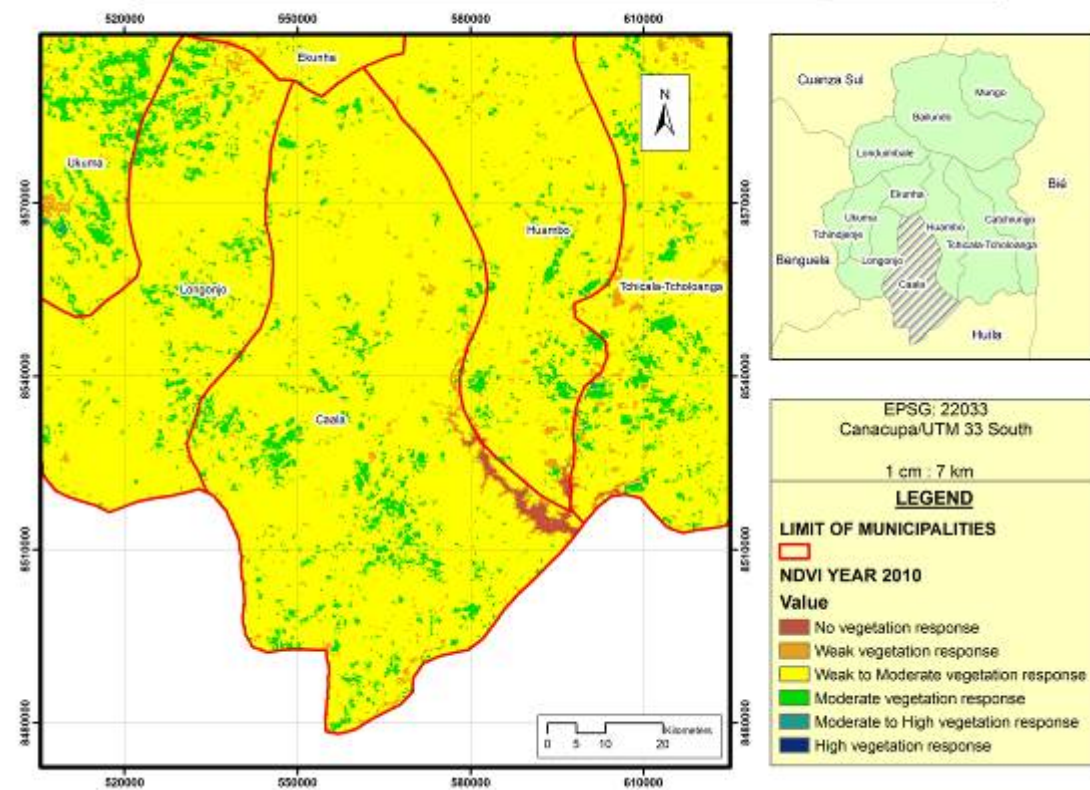 520000 550000 580000 610000
Ekunha
N
Ukuma
8570000 8570000
Huambo
Longonjo
Tchicala-Tcholoanga
8540000 8540000
Caala
8510000 8510000
Kilometers
0 5 10 20
8480000 8480000
520000 550000 580000 610000
Cuanza Sul
Mungo
Bailundo
Londuimbale
Bié
Ekunha
Ukuma
Huambo
Tchindjenje
Tchicala-Tcholoanga
Benguela
Longonjo
Caala
Huila
EPSG: 22033
Canacupa/UTM 33 South
1 cm : 7 km
LEGEND
LIMIT OF MUNICIPALITIES
NDVI YEAR 2010
Value
No vegetation response
Weak vegetation response
Weak to Moderate vegetation response
Moderate vegetation response
Moderate to High vegetation response
High vegetation response